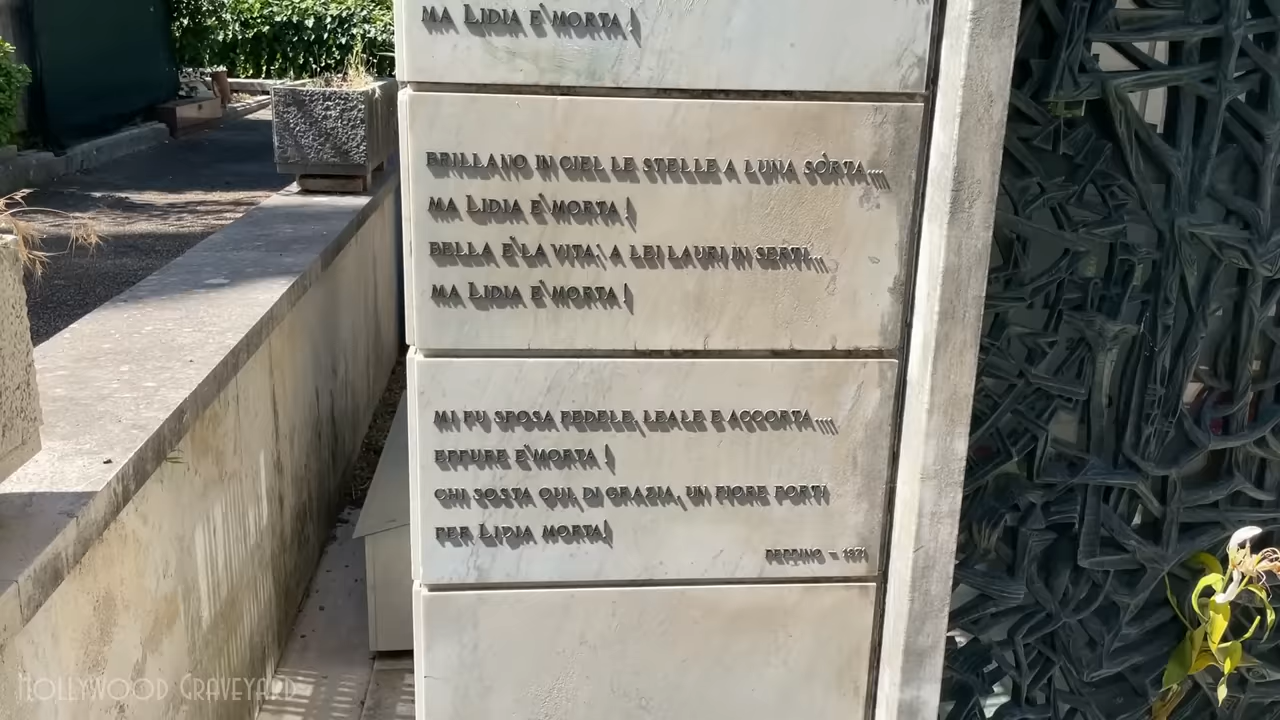 MA LIDIA E' MORTA!
BRILLANO IN CIEL LE STELLE A LUNA SÒRTA....
MA LIDIA E' MORTA!
BELLA E' LA VITA; A LEI LAURI IN SERTI...
MA LIDIA E' MORTA!
MI FU SPOSA FEDELE, LEALE E ACCORTA....
EPPURE E' MORTA!
CHI SOSTA QUI, DI GRAZIA, UN FIORE PORTI
PER LIDIA MORTA!
PEPPINO = 1971
HOLLYWOOD GRAVEYARD